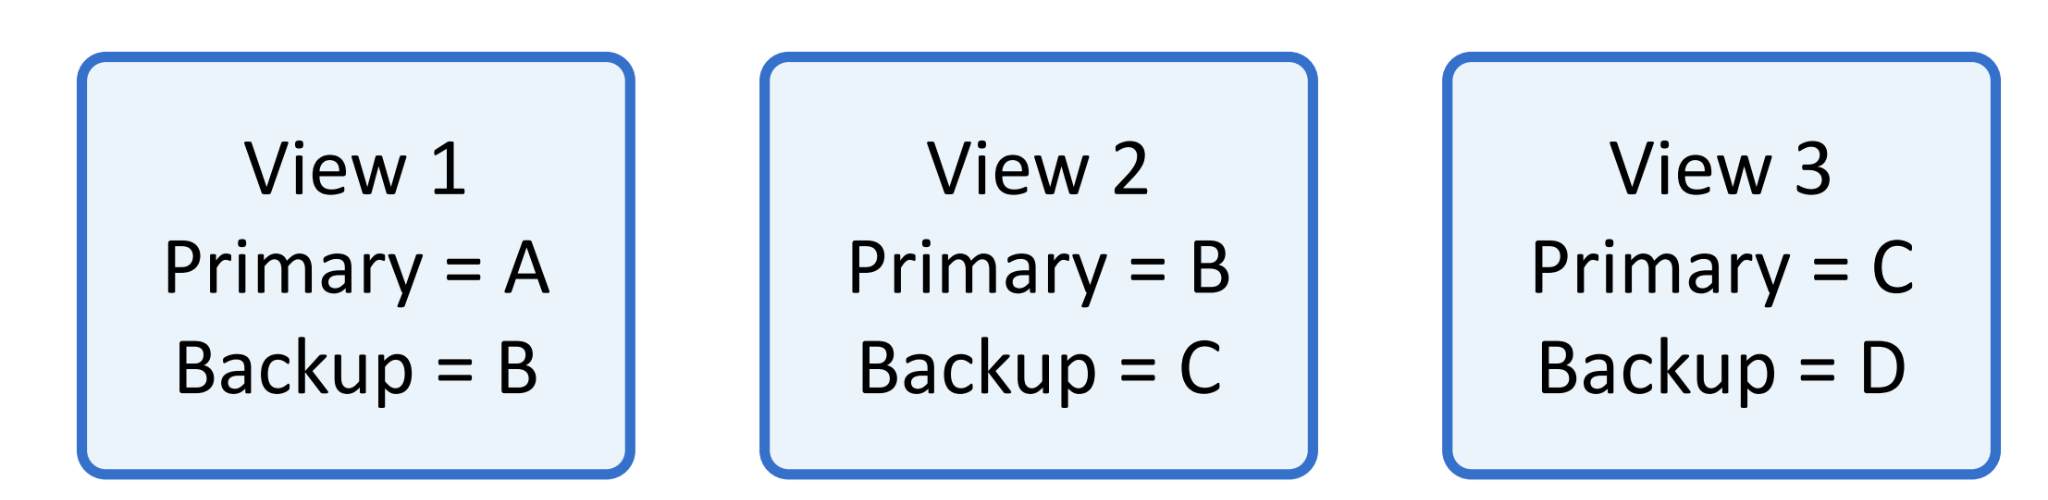 View 1
Primary = A
Backup = B
View 2
Primary = B
Backup = C
View 3
Primary = C
Backup = D